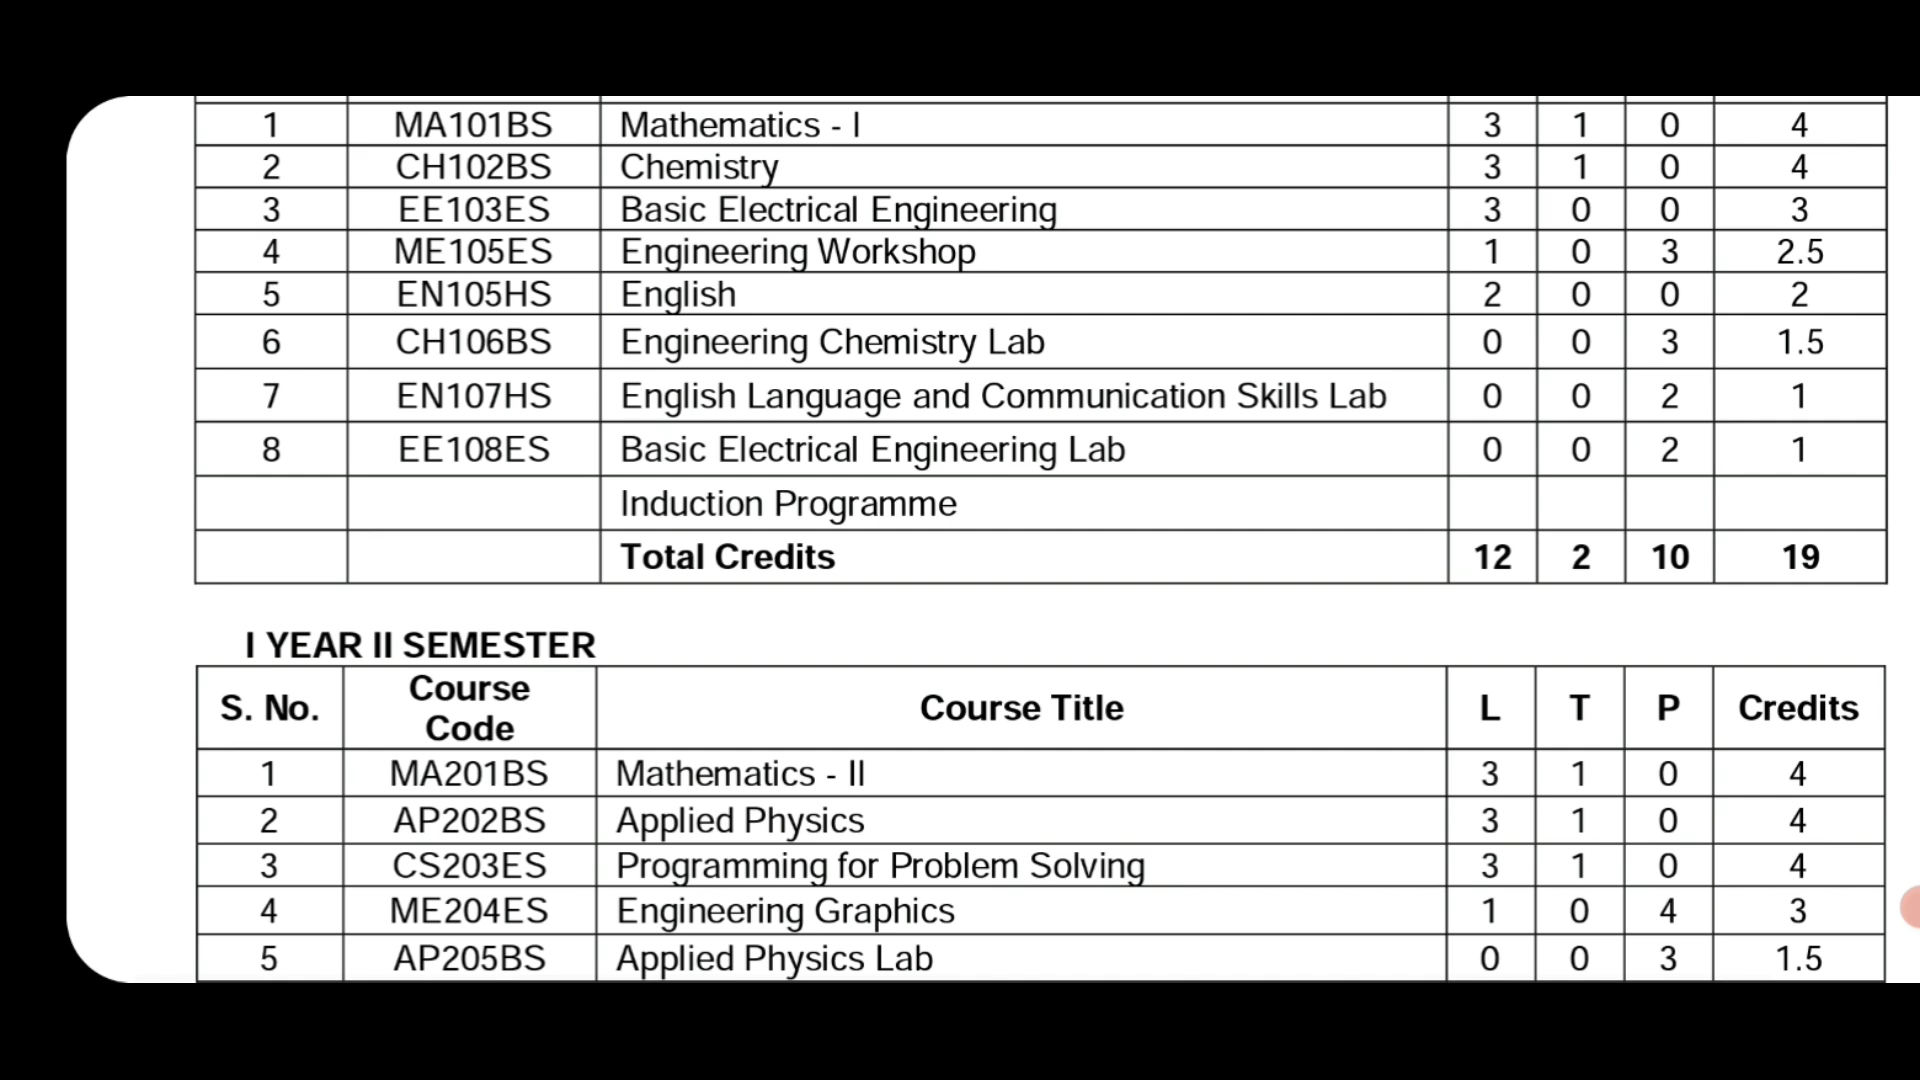 1 MA101BS Mathematics - I 3 1 0 4
2 CH102BS Chemistry 3 1 0 4
3 EE103ES Basic Electrical Engineering 3 0 0 3
4 ME105ES Engineering Workshop 1 0 3 2.5
5 EN105HS English 2 0 0 2
6 CH106BS Engineering Chemistry Lab 0 0 3 1.5
7 EN107HS English Language and Communication Skills Lab 0 0 2 1
8 EE108ES Basic Electrical Engineering Lab 0 0 2 1
Induction Programme
Total Credits 12 2 10 19
I YEAR II SEMESTER
S. No. Course Code Course Title L T P Credits
1 MA201BS Mathematics - II 3 1 0 4
2 AP202BS Applied Physics 3 1 0 4
3 CS203ES Programming for Problem Solving 3 1 0 4
4 ME204ES Engineering Graphics 1 0 4 3
5 AP205BS Applied Physics Lab 0 0 3 1.5